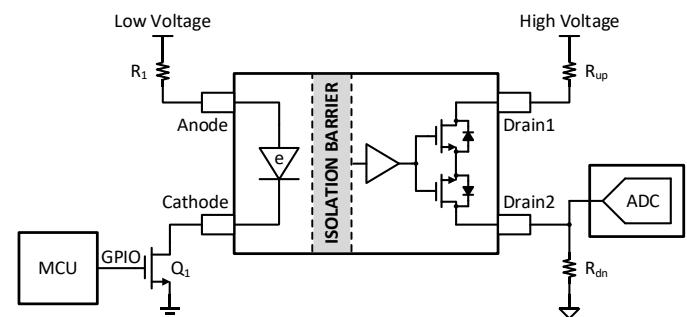 Low Voltage
High Voltage
R1
Rup
Anode
Drain1
ISOLATION BARRIER
e
Cathode
Drain2
ADC
MCU
GPIO
Q1
Rdn